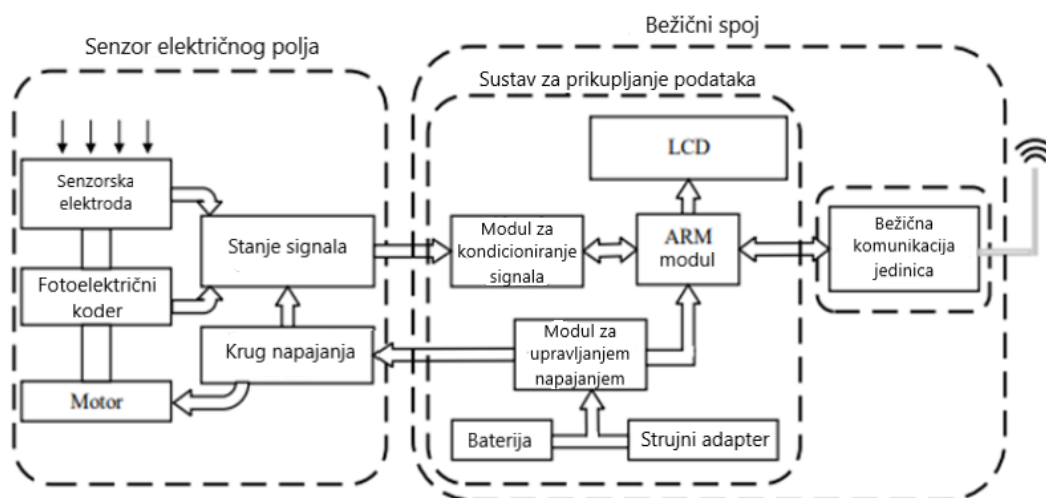 Senzor električnog polja
Bežični spoj
Sustav za prikupljanje podataka
Senzorska
elektroda
Fotoelektrični
koder
Motor
Stanje signala
Krug napajanja
Modul za
kondicioniranje
signala
LCD
ARM
modul
Modul za
upravljanjem
napajanjem
Baterija
Strujni adapter
Bežična
komunikacija
jedinica